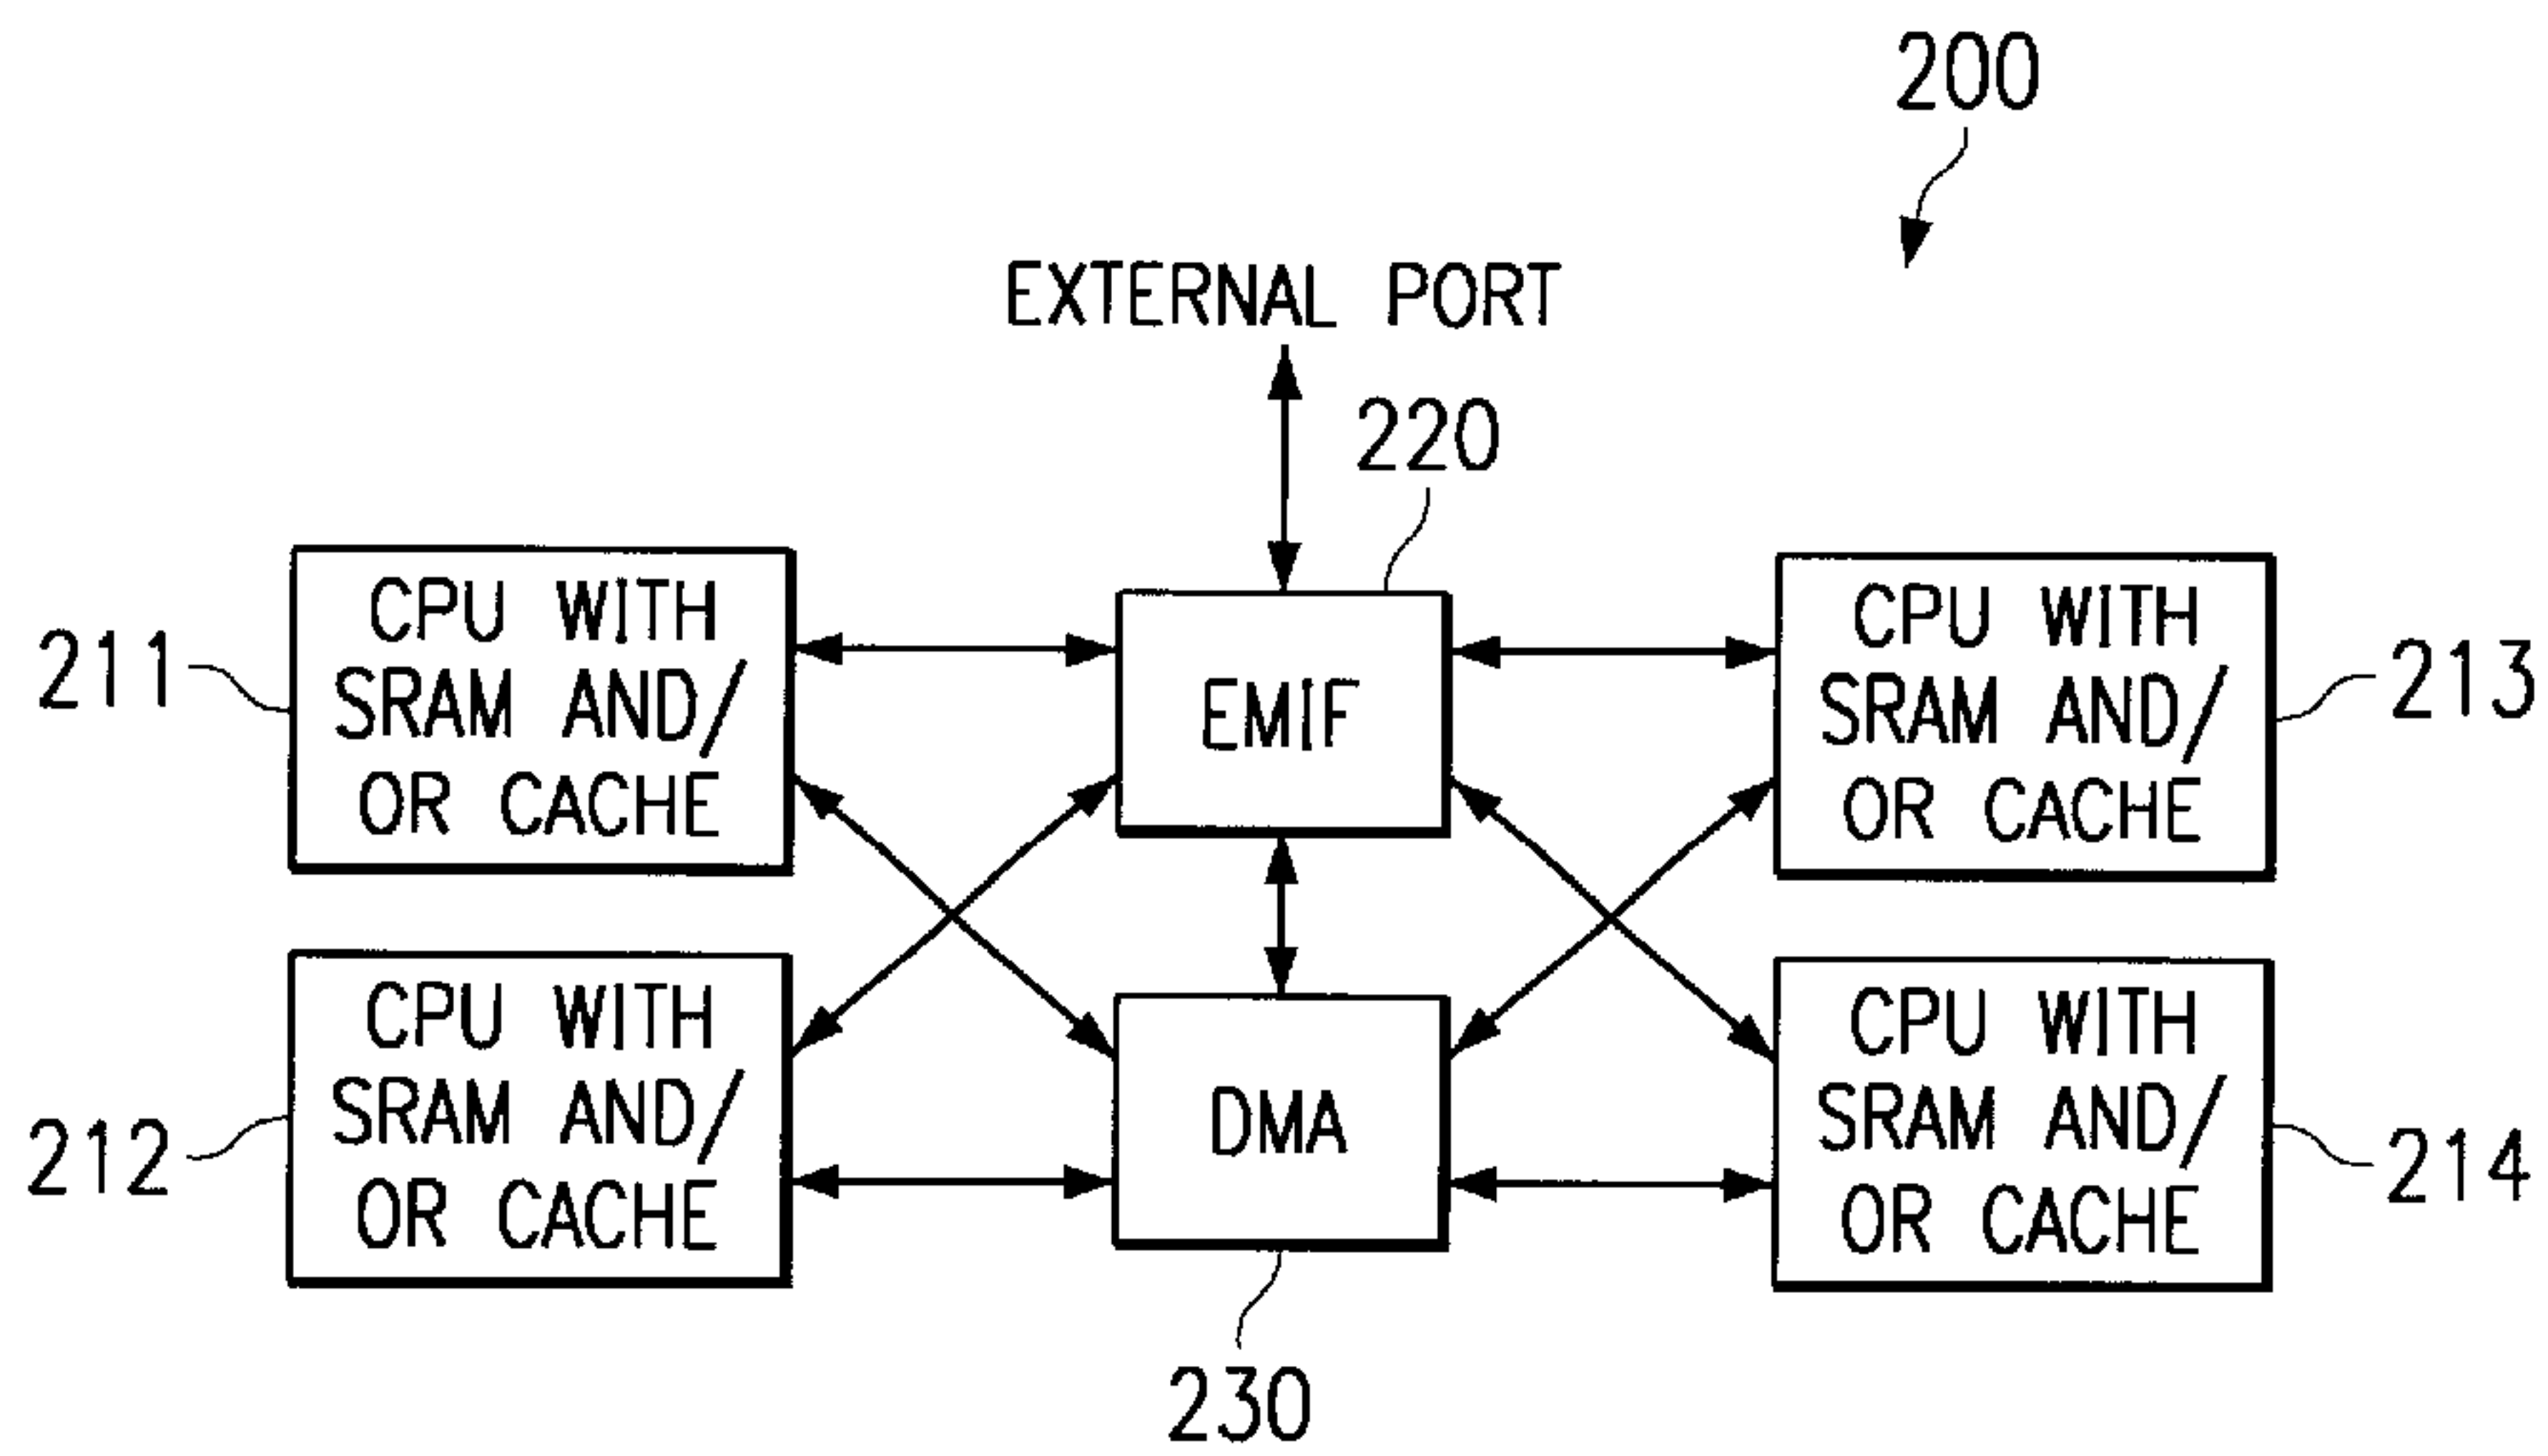 200
EXTERNAL PORT
220
211
CPU WITH
SRAM AND/
OR CACHE
EMIF
CPU WITH
SRAM AND/
OR CACHE
213
212
CPU WITH
SRAM AND/
OR CACHE
DMA
CPU WITH
SRAM AND/
OR CACHE
214
230